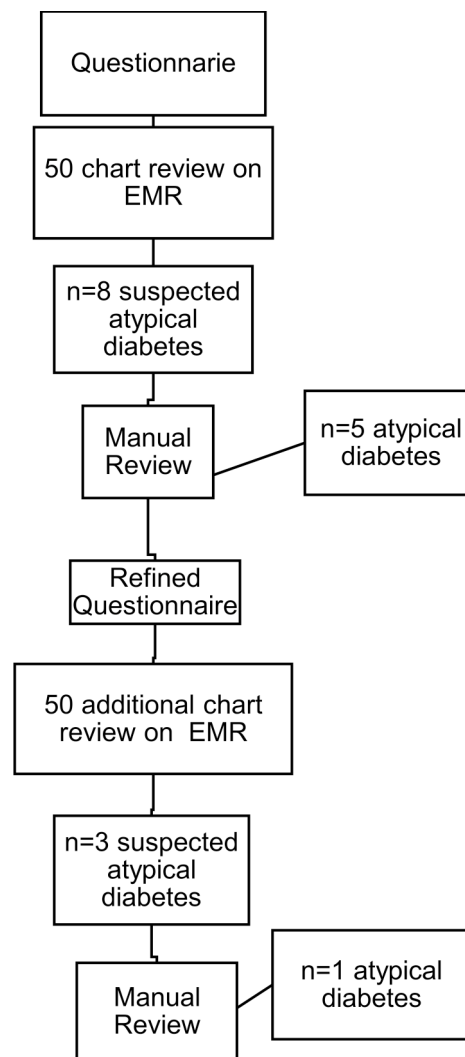 Questionnarie
50 chart review on
EMR
n=8 suspected
atypical
diabetes
Manual
Review
n=5 atypical
diabetes
Refined
Questionnaire
50 additional chart
review on EMR
n=3 suspected
atypical
diabetes
Manual
Review
n=1 atypical
diabetes